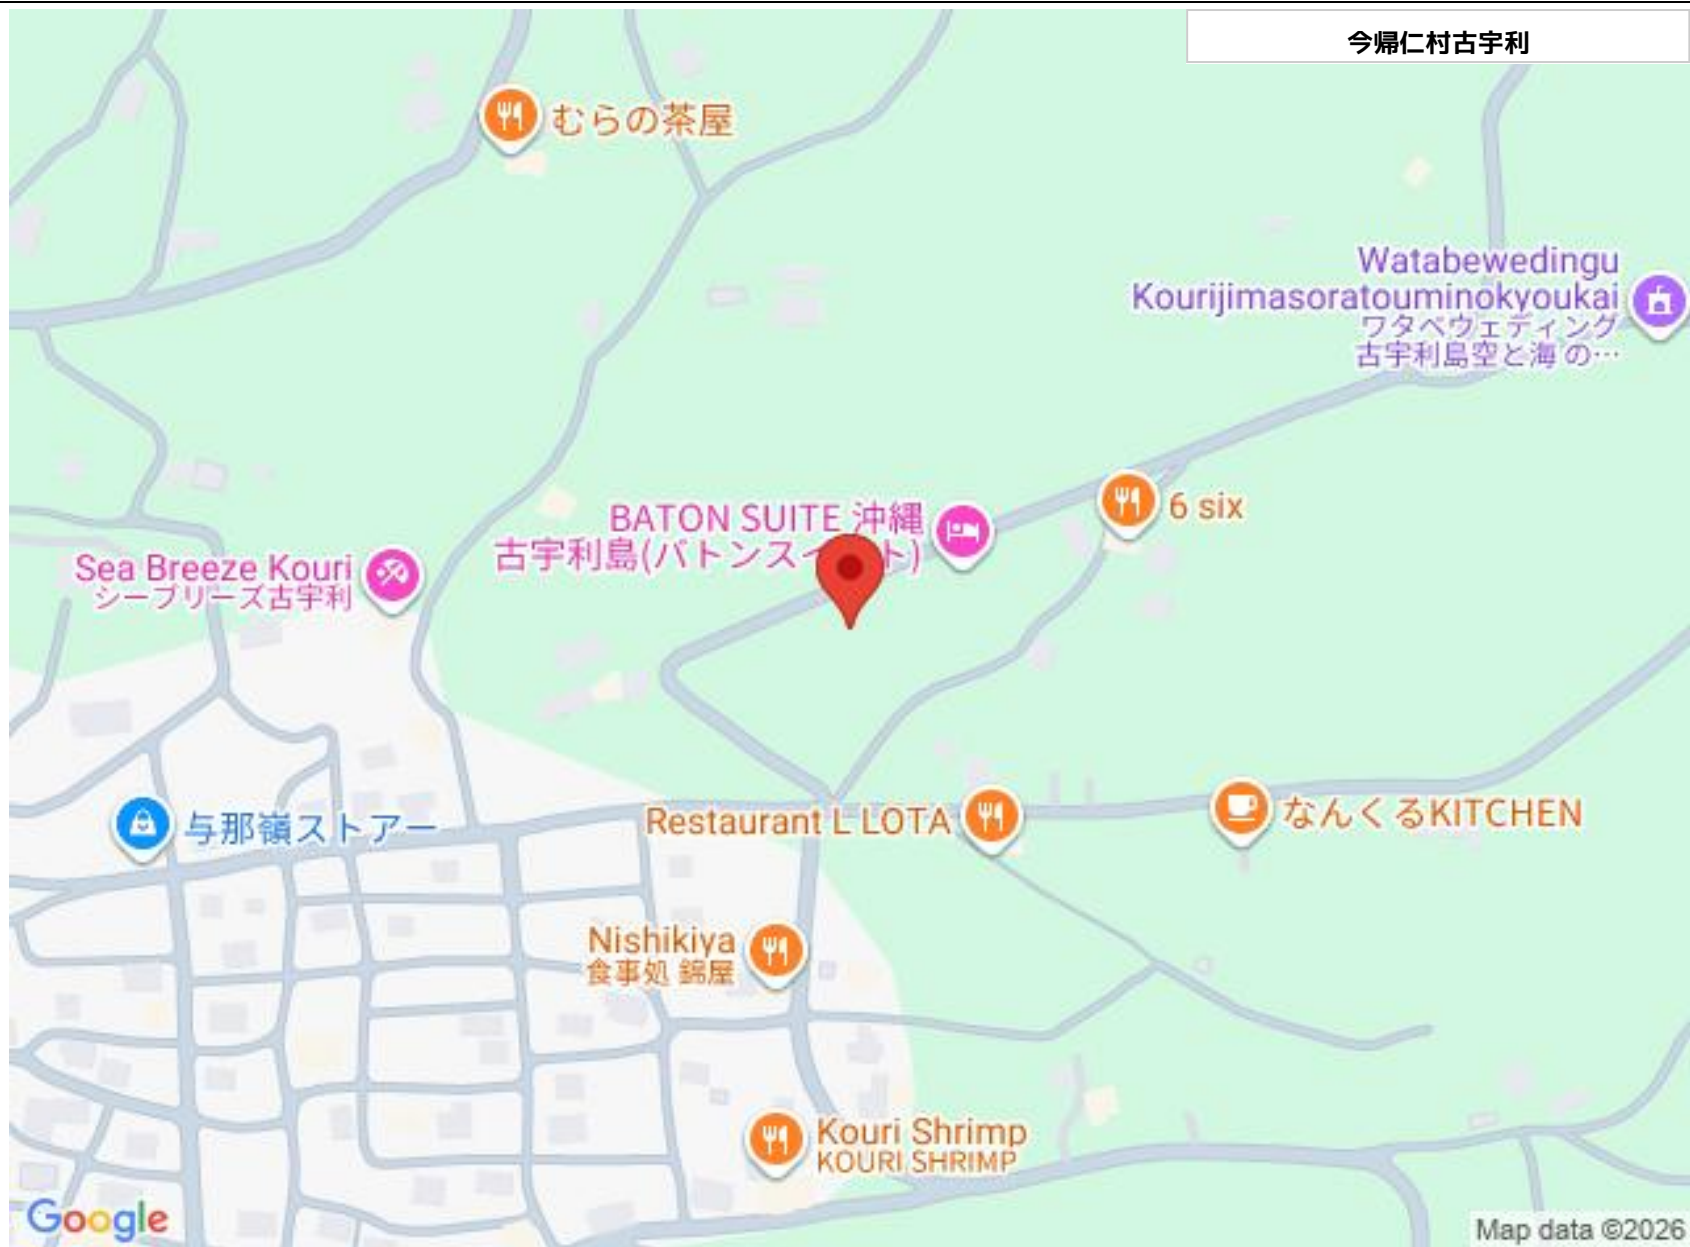 今帰仁村古宇利
むらの茶屋
Watabewedingu
Kourijimasoratouminokyoukai
ワタベウェディング
古宇利島空と海 の…
BATON SUITE 沖縄
古宇利島(バトンスイート)
6 six
Sea Breeze Kouri
シーブリーズ古宇利
与那嶺ストアー
Restaurant L LOTA
なんくるKITCHEN
Nishikiya
食事処 錦屋
Kouri Shrimp
KOURI SHRIMP
Google
Map data ©2026